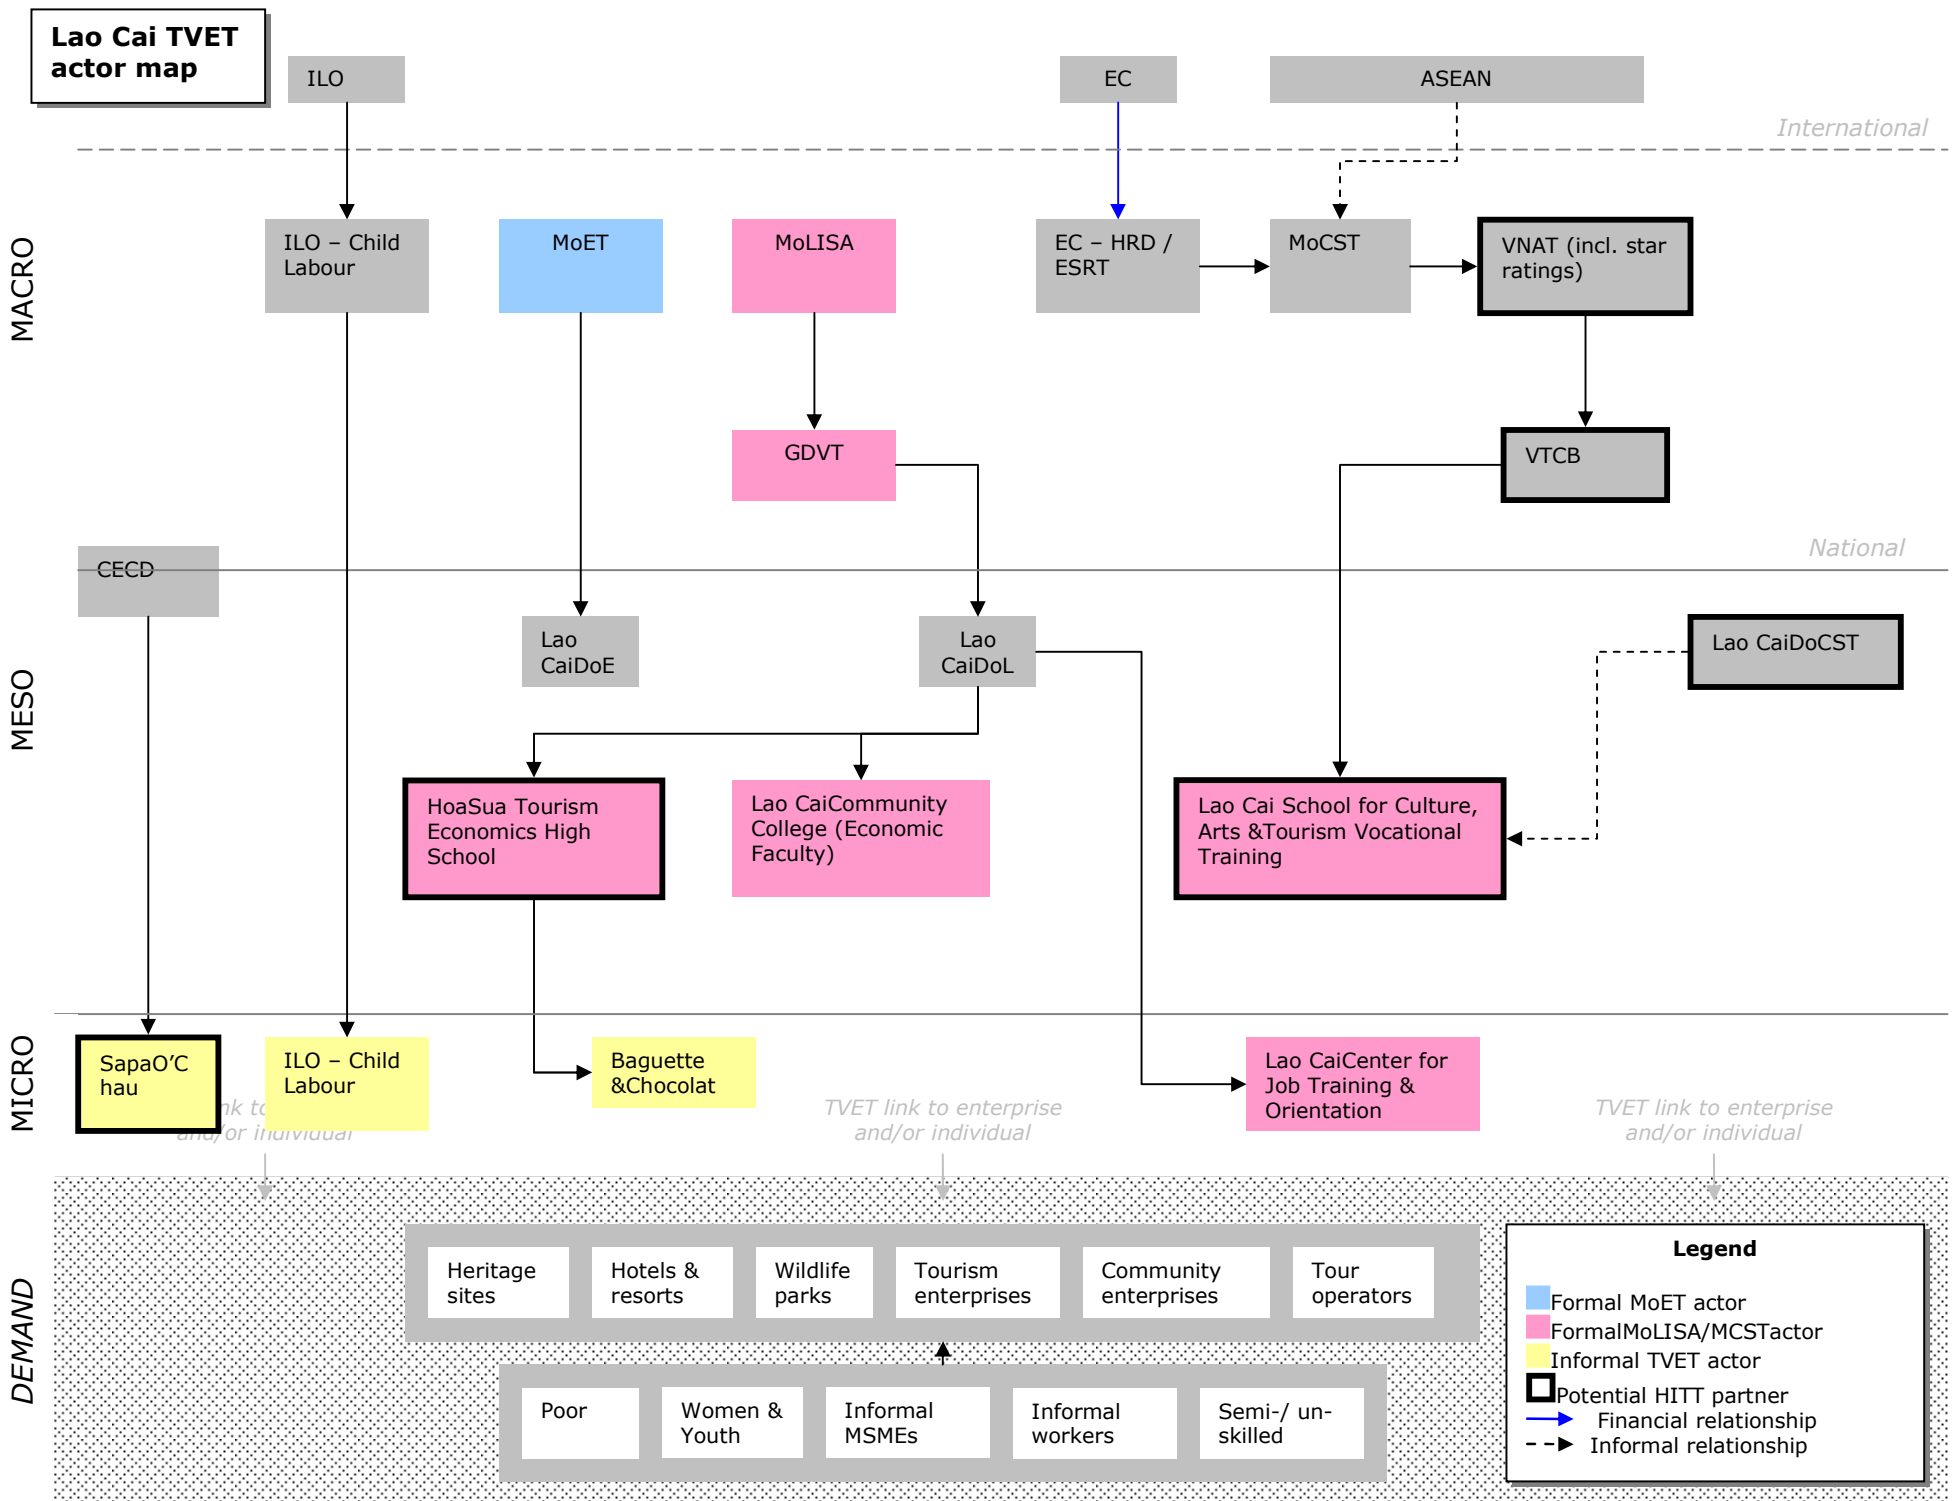 Lao Cai TVET
actor map
ILO
EC
ASEAN
International
MACRO
ILO – Child
Labour
MoET
MoLISA
EC – HRD /
ESRT
MoCST
VNAT (incl. star
ratings)
GDVT
VTCB
National
CECD
MESO
Lao
CaiDoE
Lao
CaiDoL
Lao CaiDoCST
HoaSua Tourism
Economics High
School
Lao CaiCommunity
College (Economic
Faculty)
Lao Cai School for Culture,
Arts &Tourism Vocational
Training
MICRO
SapaO’C
hau
ILO – Child
Labour
Baguette
&Chocolat
Lao CaiCenter for
Job Training &
Orientation
and/or individual
TVET link to enterprise
and/or individual
TVET link to enterprise
and/or individual
DEMAND
Heritage
sites
Hotels &
resorts
Wildlife
parks
Tourism
enterprises
Community
enterprises
Tour
operators
Poor
Women &
Youth
Informal
MSMEs
Informal
workers
Semi-/ un-
skilled
Legend
Formal MoET actor
FormalMoLISA/MCSTactor
Informal TVET actor
Potential HITT partner
Financial relationship
Informal relationship